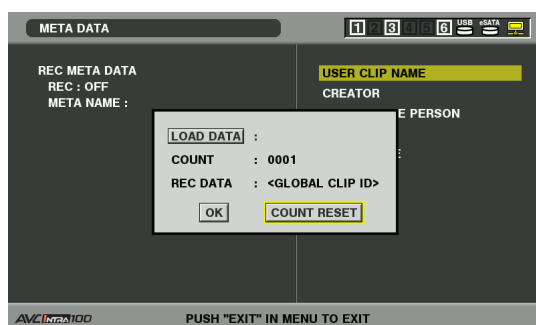 META DATA
1 2 3 4 5 6 USB eSATA
REC META DATA
REC : OFF
META NAME :
USER CLIP NAME
CREATOR
E PERSON
E
LOAD DATA :
COUNT : 0001
REC DATA : <GLOBAL CLIP ID>
OK COUNT RESET
AVC INTRA 100 PUSH "EXIT" IN MENU TO EXIT